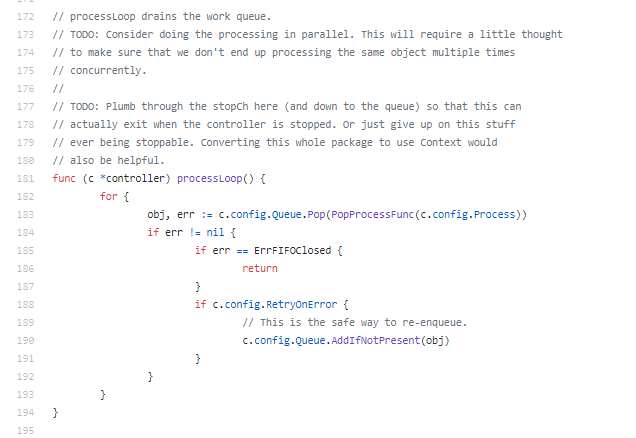 172 // processLoop drains the work queue.
173 // TODO: Consider doing the processing in parallel. This will require a little thought
174 // to make sure that we don't end up processing the same object multiple times
175 // concurrently.
176 //
177 // TODO: Plumb through the stopCh here (and down to the queue) so that this can
178 // actually exit when the controller is stopped. Or just give up on this stuff
179 // ever being stoppable. Converting this whole package to use Context would
180 // also be helpful.
181 func (c *controller) processLoop() {
182 for {
183 obj, err := c.config.Queue.Pop(PopProcessFunc(c.config.Process))
184 if err != nil {
185 if err == ErrFIFOClosed {
186 return
187 }
188 if c.config.RetryOnError {
189 // This is the safe way to re-enqueue.
190 c.config.Queue.AddIfNotPresent(obj)
191 }
192 }
193 }
194 }
195